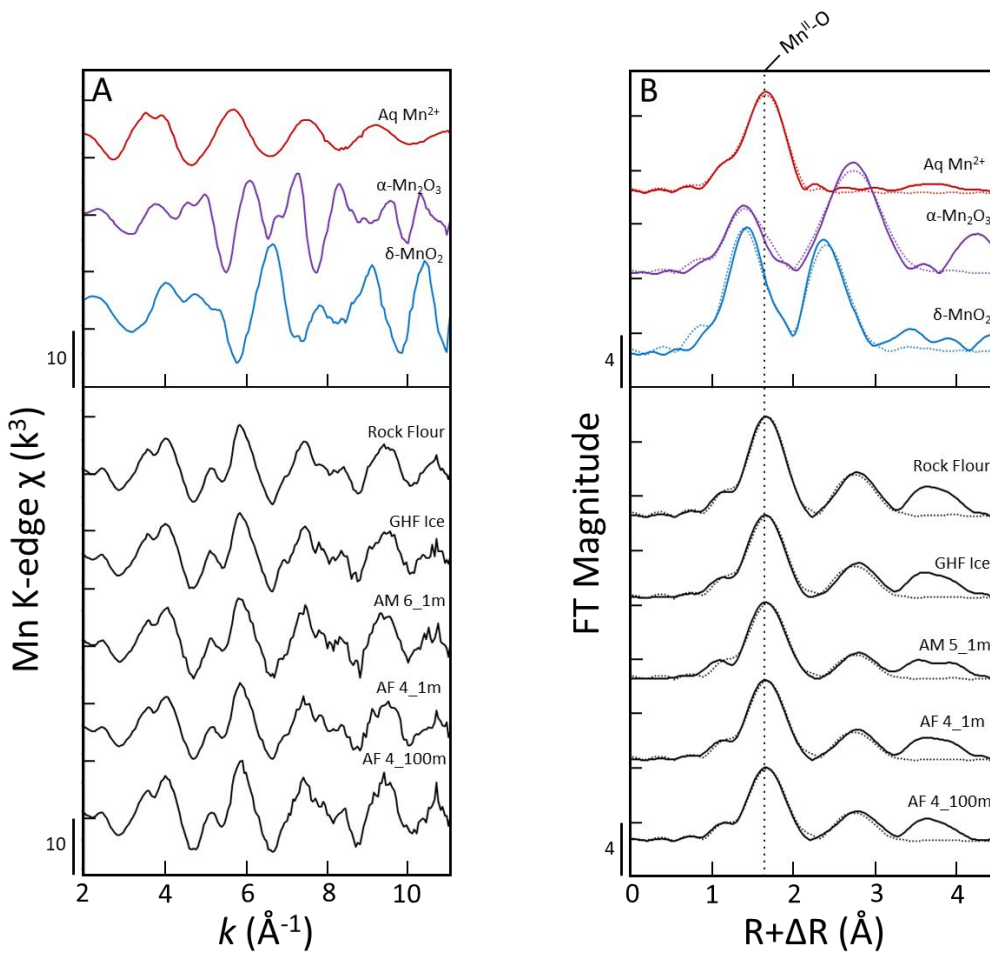 Mn^II-O
A
Aq Mn²⁺
α-Mn₂O₃
δ-MnO₂
10
Rock Flour
GHF Ice
AM 6_1m
AF 4_1m
AF 4_100m
10
Mn K-edge χ (k³)
2 4 6 8 10
k (Å⁻¹)
B
Aq Mn²⁺
α-Mn₂O₃
δ-MnO₂
4
Rock Flour
GHF Ice
AM 5_1m
AF 4_1m
AF 4_100m
4
FT Magnitude
0 1 2 3 4
R+ΔR (Å)